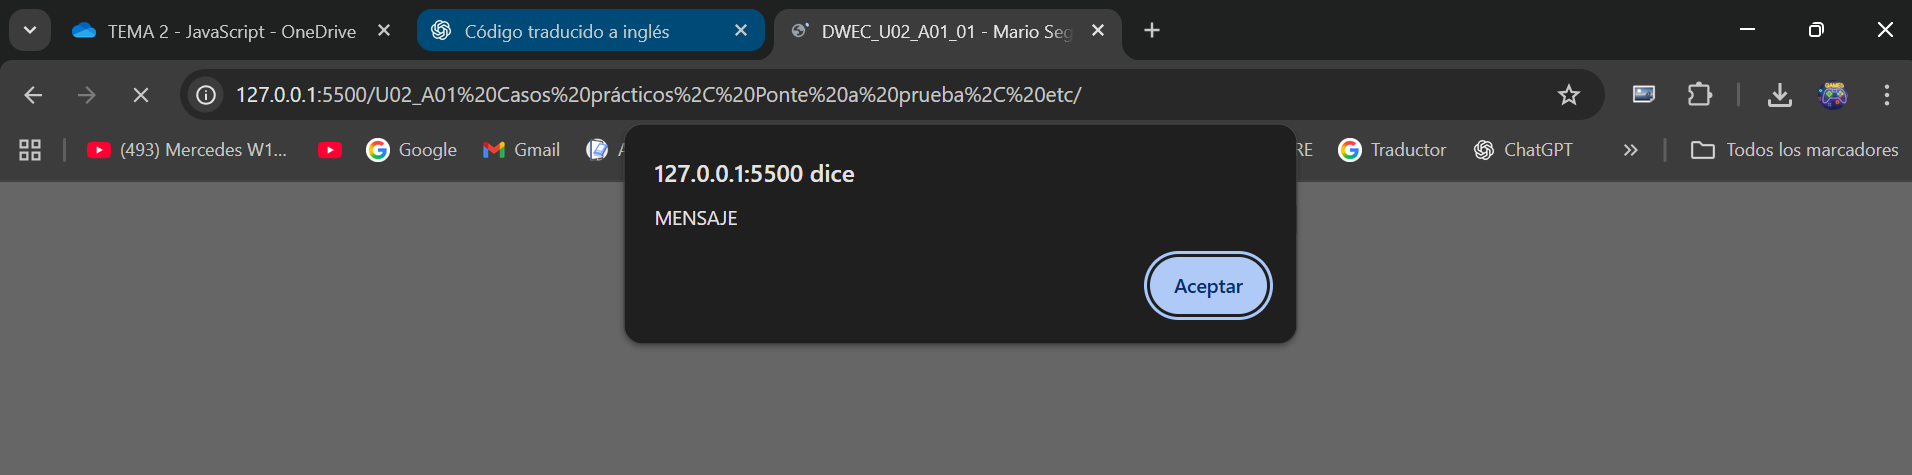 TEMA 2 - JavaScript - OneDrive
Código traducido a inglés
DWEC_U02_A01_01 - Mario Seg
127.0.0.1:5500/U02_A01%20Casos%20prácticos%2C%20Ponte%20a%20prueba%2C%20etc/
(493) Mercedes W1...
Google
Gmail
A
RE
Traductor
ChatGPT
Todos los marcadores
127.0.0.1:5500 dice
MENSAJE
Aceptar